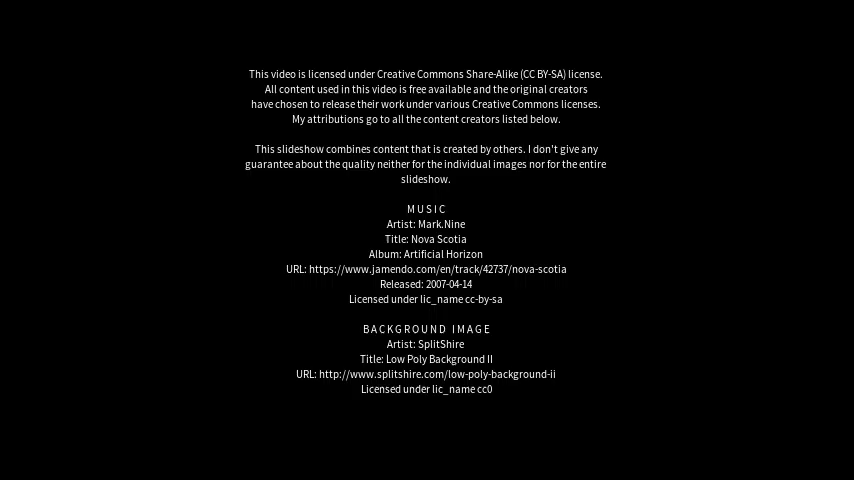 This video is licensed under Creative Commons Share-Alike (CC BY-SA) license.
All content used in this video is free available and the original creators
have chosen to release their work under various Creative Commons licenses.
My attributions go to all the content creators listed below.
This slideshow combines content that is created by others. I don't give any
guarantee about the quality neither for the individual images nor for the entire
slideshow.
MUSIC
Artist: Mark.Nine
Title: Nova Scotia
Album: Artificial Horizon
URL: https://www.jamendo.com/en/track/42737/nova-scotia
Released: 2007-04-14
Licensed under lic_name cc-by-sa
BACKGROUND IMAGE
Artist: SplitShire
Title: Low Poly Background II
URL: http://www.splitshire.com/low-poly-background-ii
Licensed under lic_name cc0